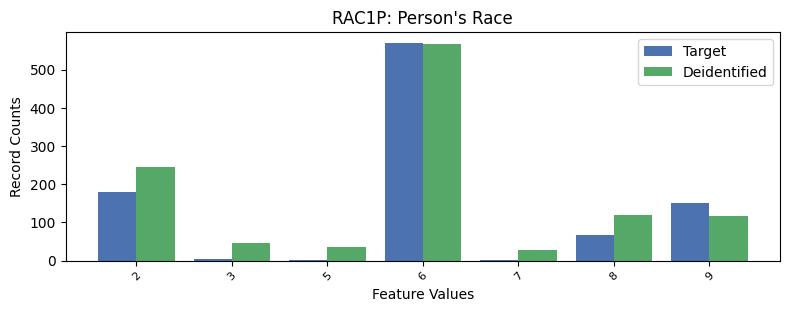 RAC1P: Person's Race
Target
Deidentified
Record Counts
500
400
300
200
100
0
2 3 5 6 7 8 9
Feature Values